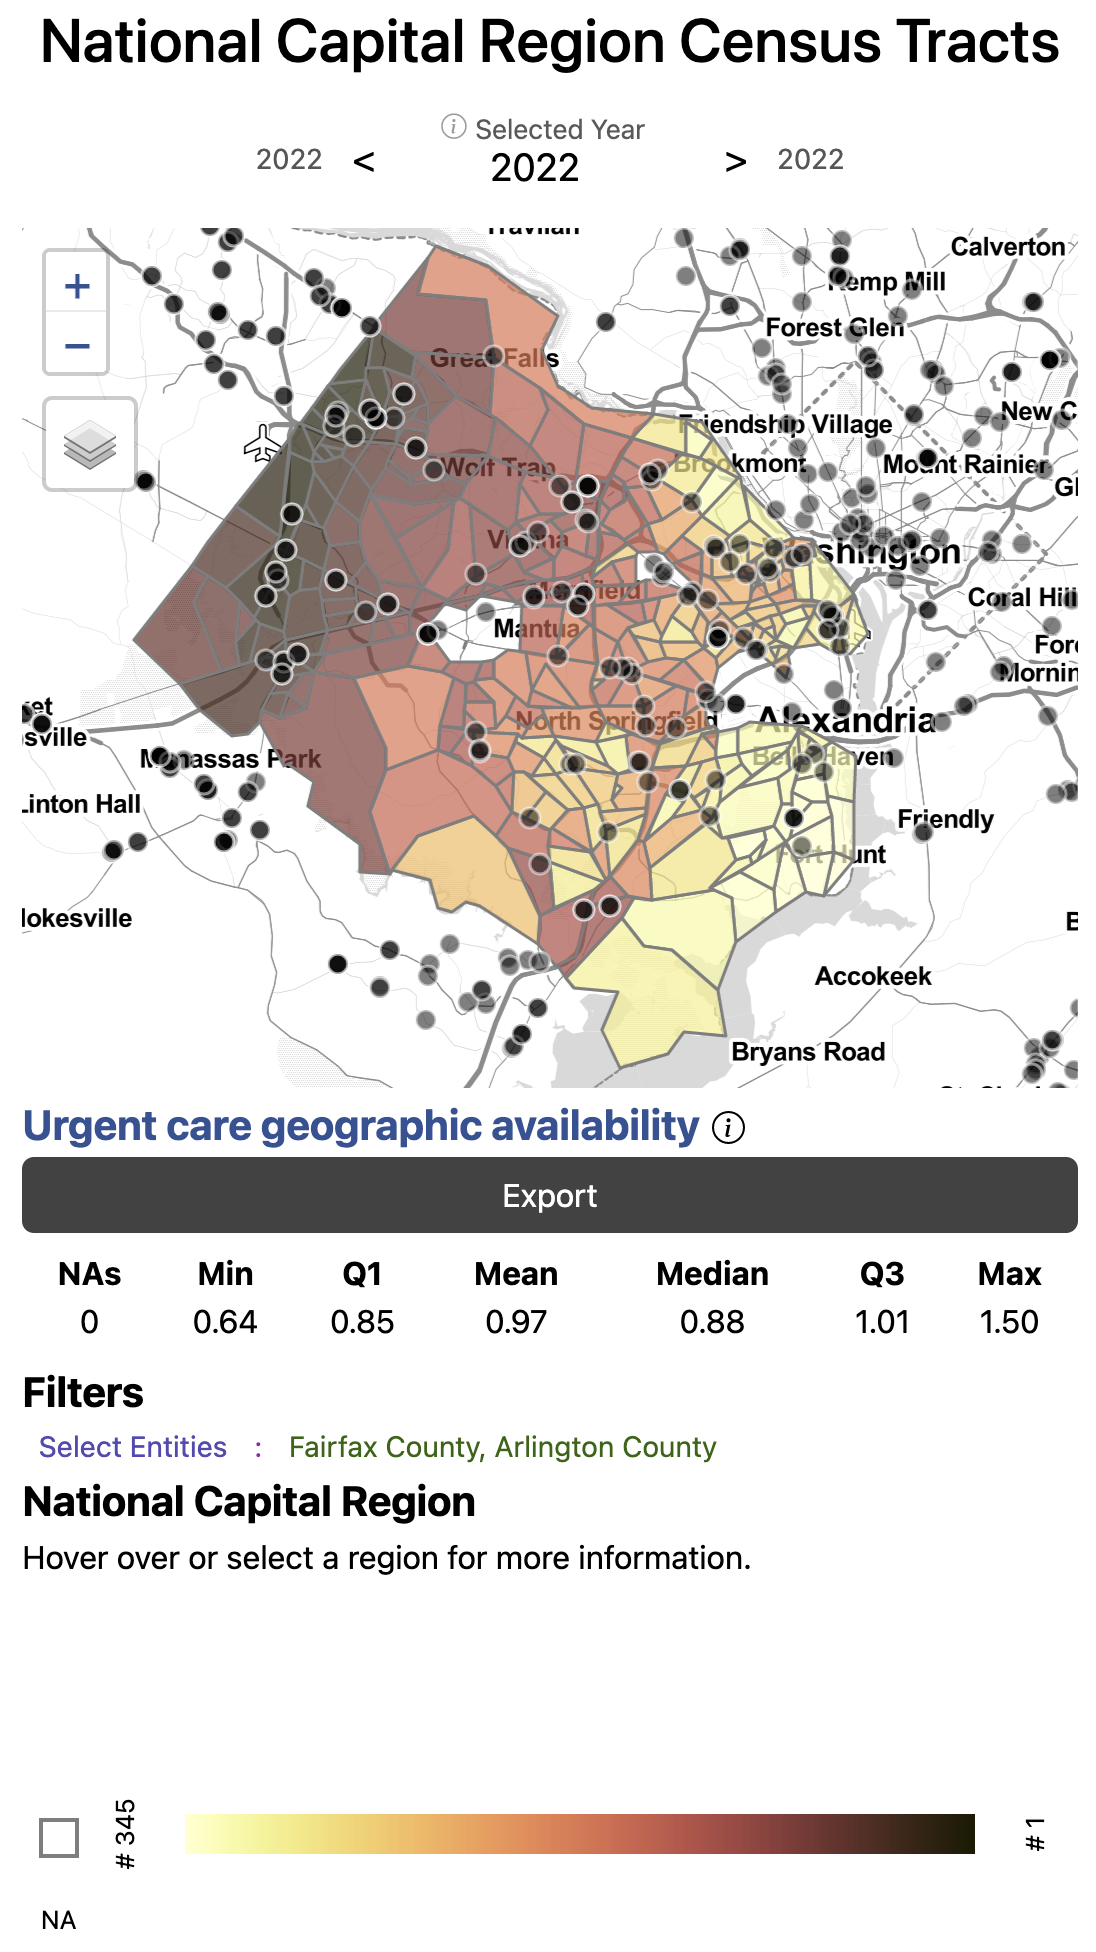 National Capital Region Census Tracts
Selected Year
2022 < 2022 > 2022
Calverton
Kemp Mill
Forest Glen
Great Falls
Friendship Village
New C
Brookmont
Mount Rainier
Wolf Trap
Gl
Vienna
shington
Merrifield
Coral Hill
Mantua
Fore
Mornin
ket
sville
North Springfield
Alexandria
Belle Haven
Manassas Park
Linton Hall
Friendly
Fort Hunt
lokesville
B
Accokeek
Bryans Road
Urgent care geographic availability
Export
NAs Min Q1 Mean Median Q3 Max
0 0.64 0.85 0.97 0.88 1.01 1.50
Filters
Select Entities : Fairfax County, Arlington County
National Capital Region
Hover over or select a region for more information.
# 345
# 1
NA